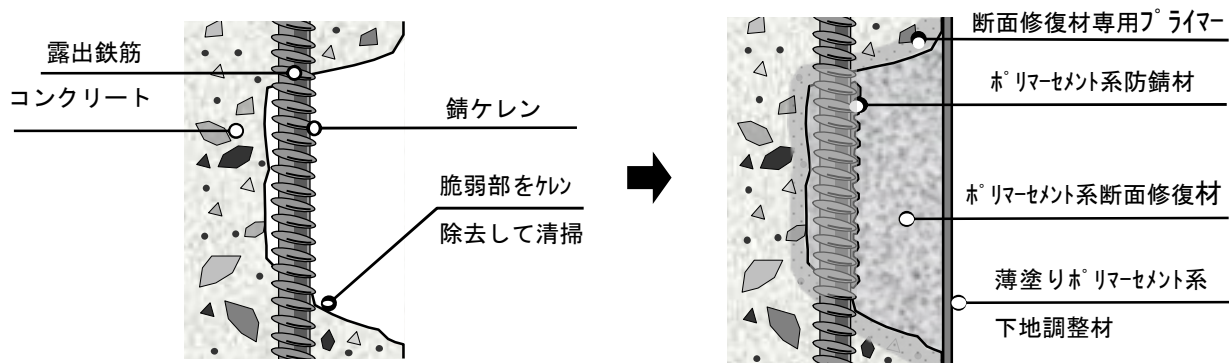 露出鉄筋
コンクリート
錆ケレン
脆弱部をｹﾚﾝ
除去して清掃
断面修復材専用ﾌﾟﾗｲﾏｰ
ﾎﾟﾘﾏｰｾﾒﾝﾄ系防錆材
ﾎﾟﾘﾏｰｾﾒﾝﾄ系断面修復材
薄塗りﾎﾟﾘﾏｰｾﾒﾝﾄ系
下地調整材